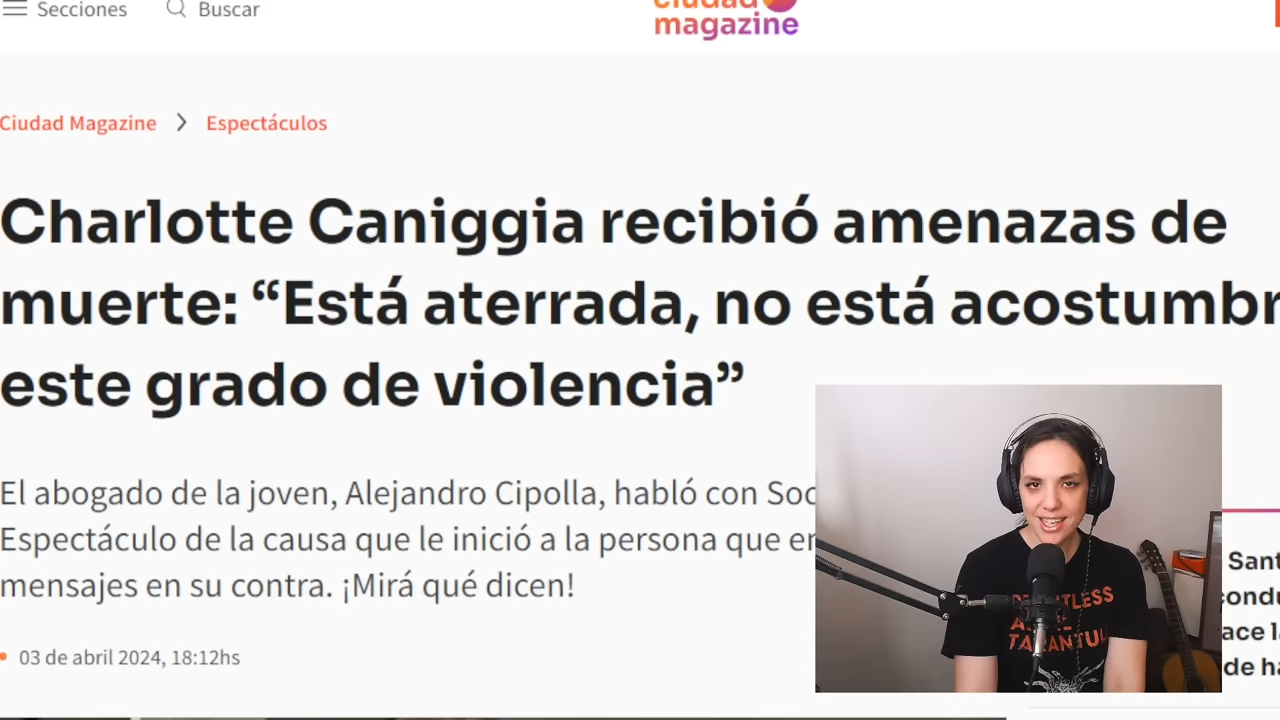 Secciones
Buscar
ciudad
magazine
Ciudad Magazine
Espectáculos
Charlotte Caniggia recibió amenazas de
muerte: “Está aterrada, no está acostumbr
este grado de violencia”
El abogado de la joven, Alejandro Cipolla, habló con Soc
Espectáculo de la causa que le inició a la persona que en
mensajes en su contra. ¡Mirá qué dicen!
03 de abril 2024, 18:12hs
TARANTUL
Sant
condu
ace l
de ha